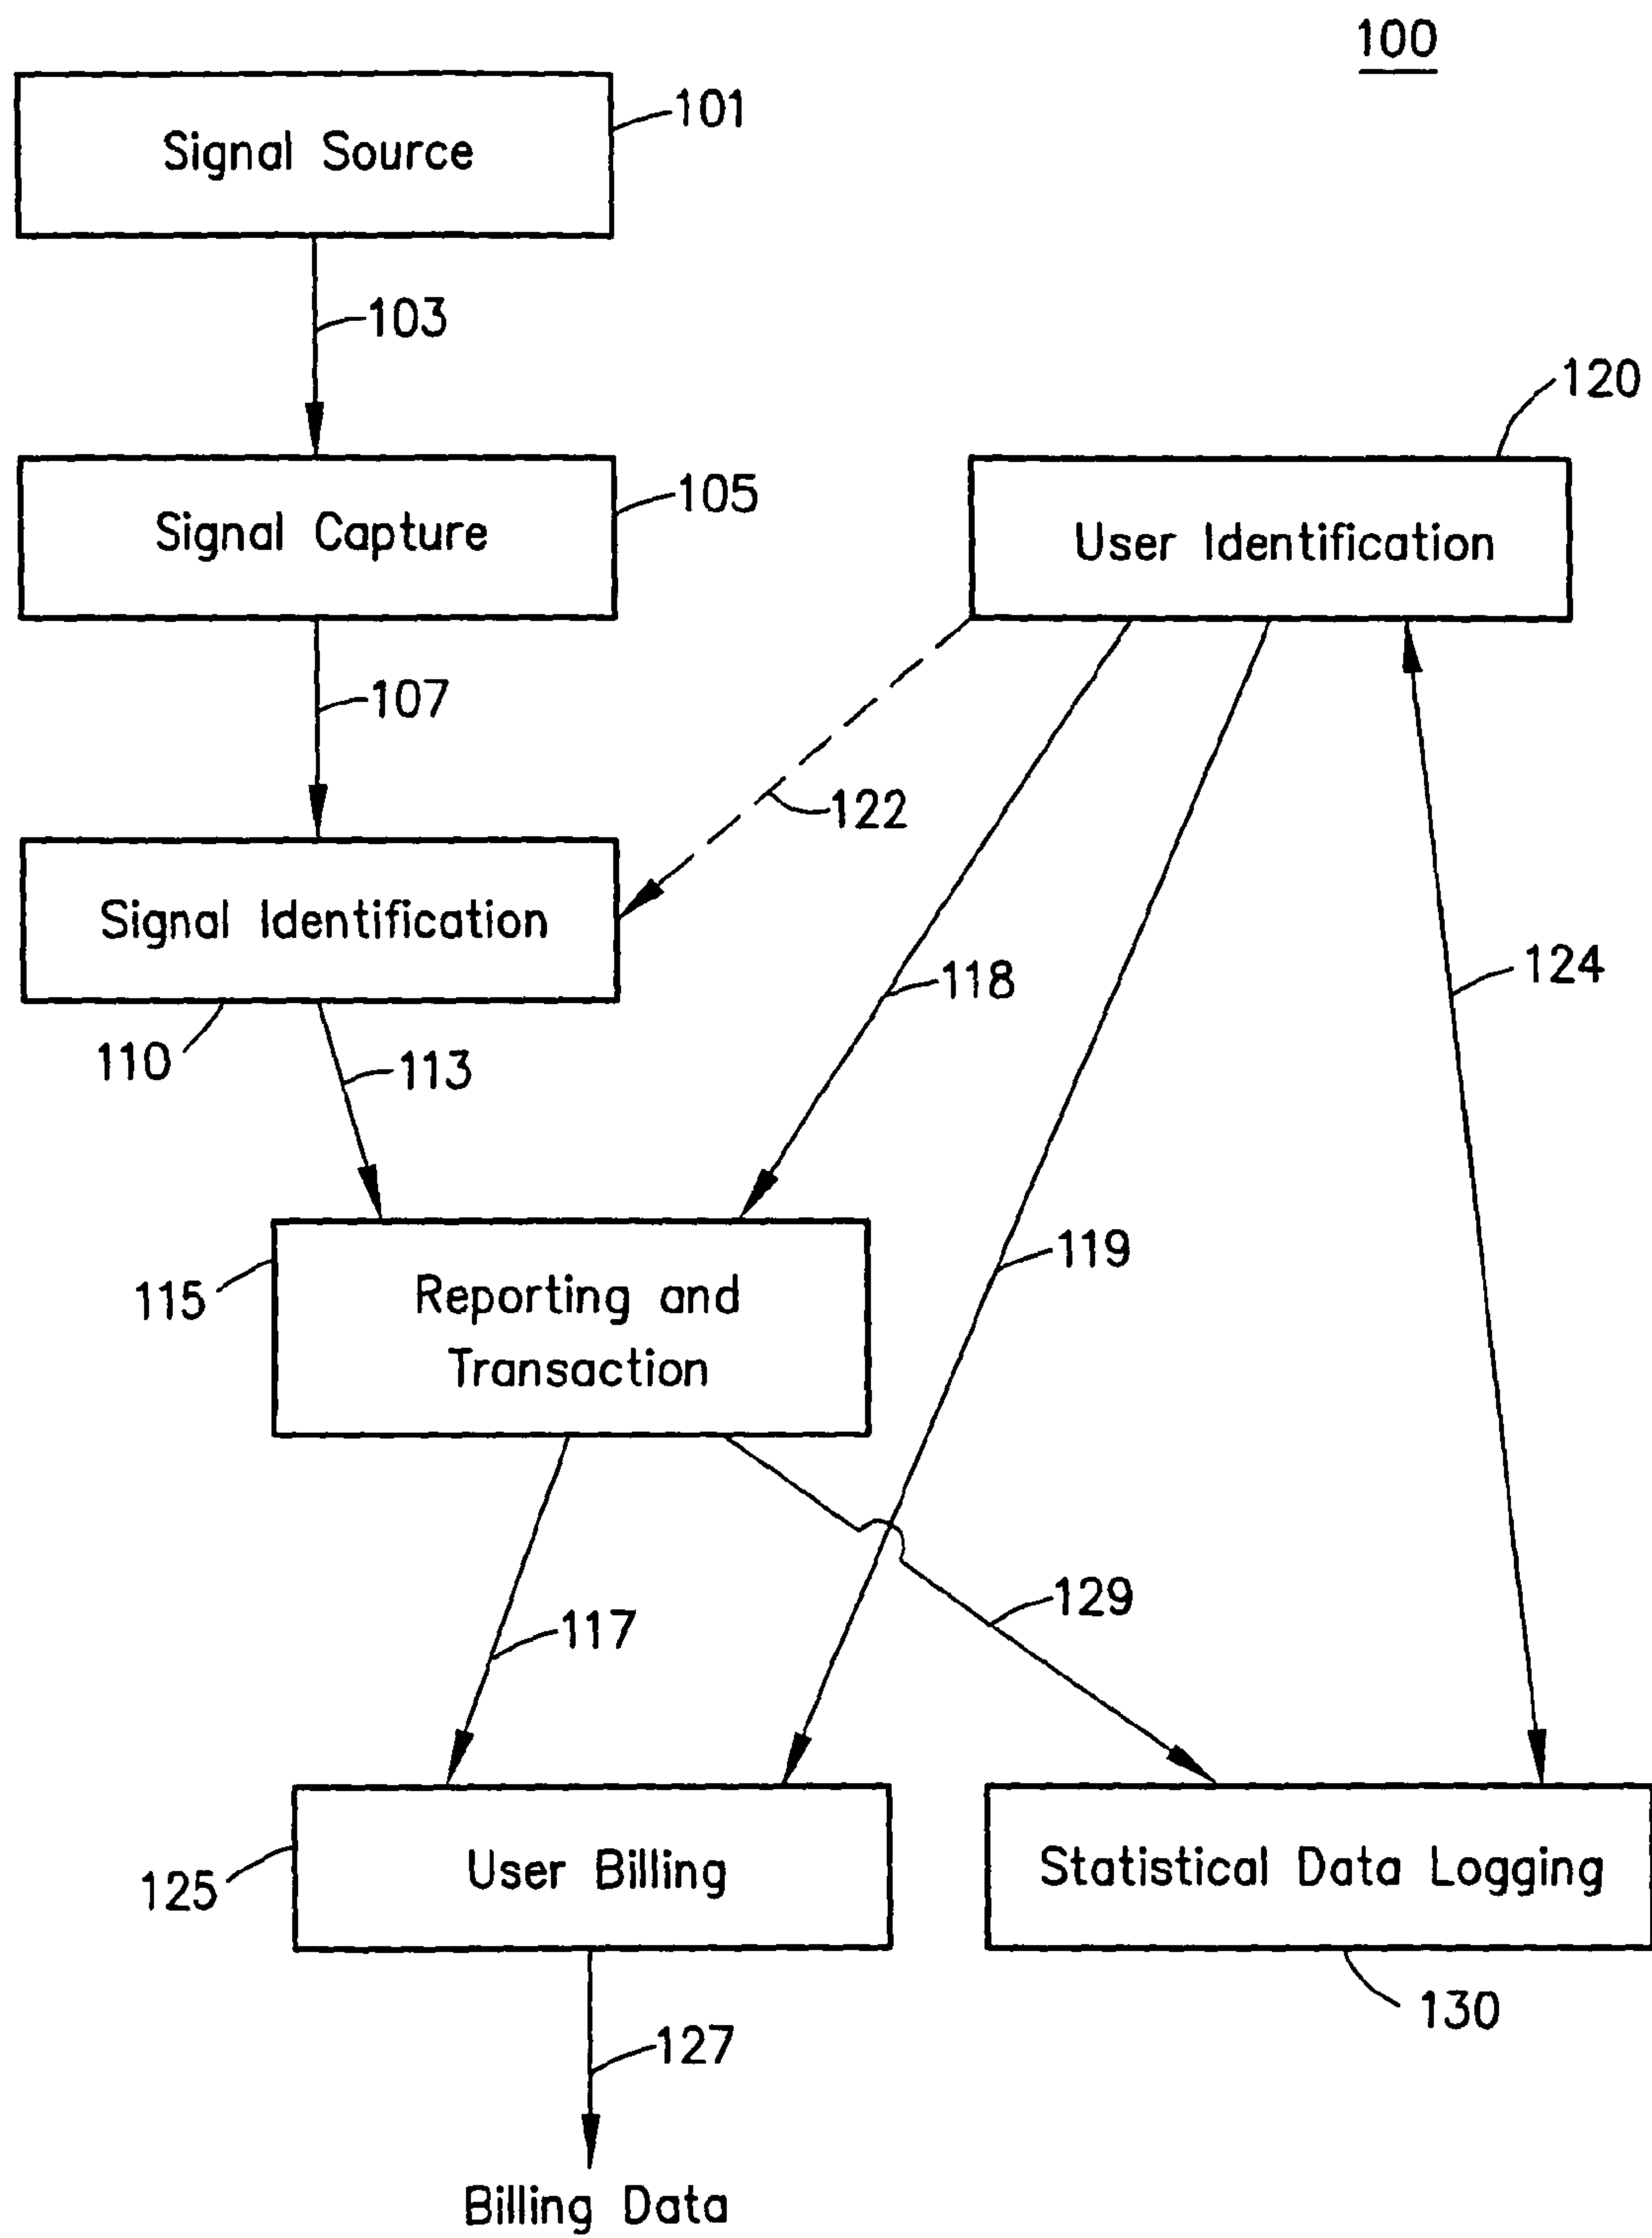 100
Signal Source
101
103
120
Signal Capture
105
User Identification
107
122
Signal Identification
118
124
110
113
119
115
Reporting and
Transaction
129
117
125
User Billing
Statistical Data Logging
130
127
Billing Data